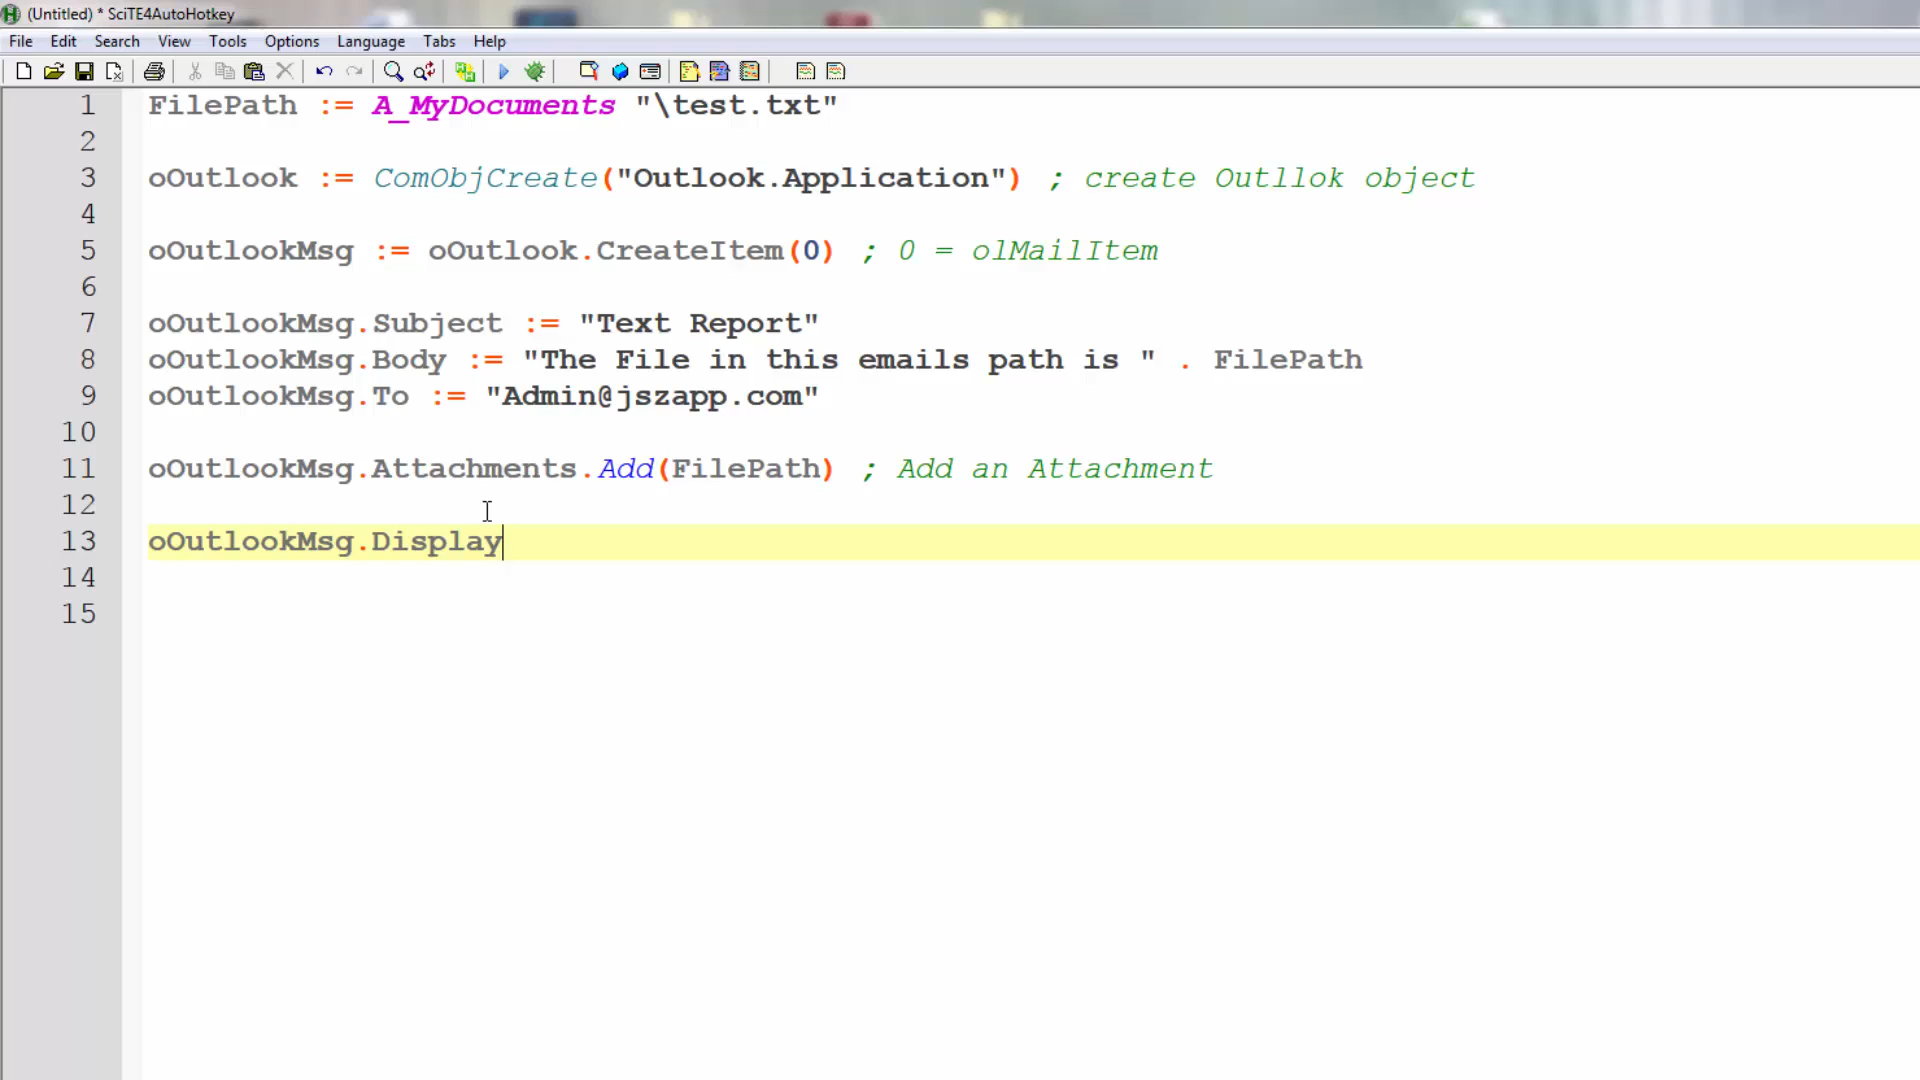 (Untitled) * SciTE4AutoHotkey
File Edit Search View Tools Options Language Tabs Help
1 FilePath := A_MyDocuments "\test.txt"
2
3 oOutlook := ComObjCreate("Outlook.Application") ; create Outllok object
4
5 oOutlookMsg := oOutlook.CreateItem(0) ; 0 = olMailItem
6
7 oOutlookMsg.Subject := "Text Report"
8 oOutlookMsg.Body := "The File in this emails path is " . FilePath
9 oOutlookMsg.To := "Admin@jszapp.com"
10
11 oOutlookMsg.Attachments.Add(FilePath) ; Add an Attachment
12
13 oOutlookMsg.Display
14
15